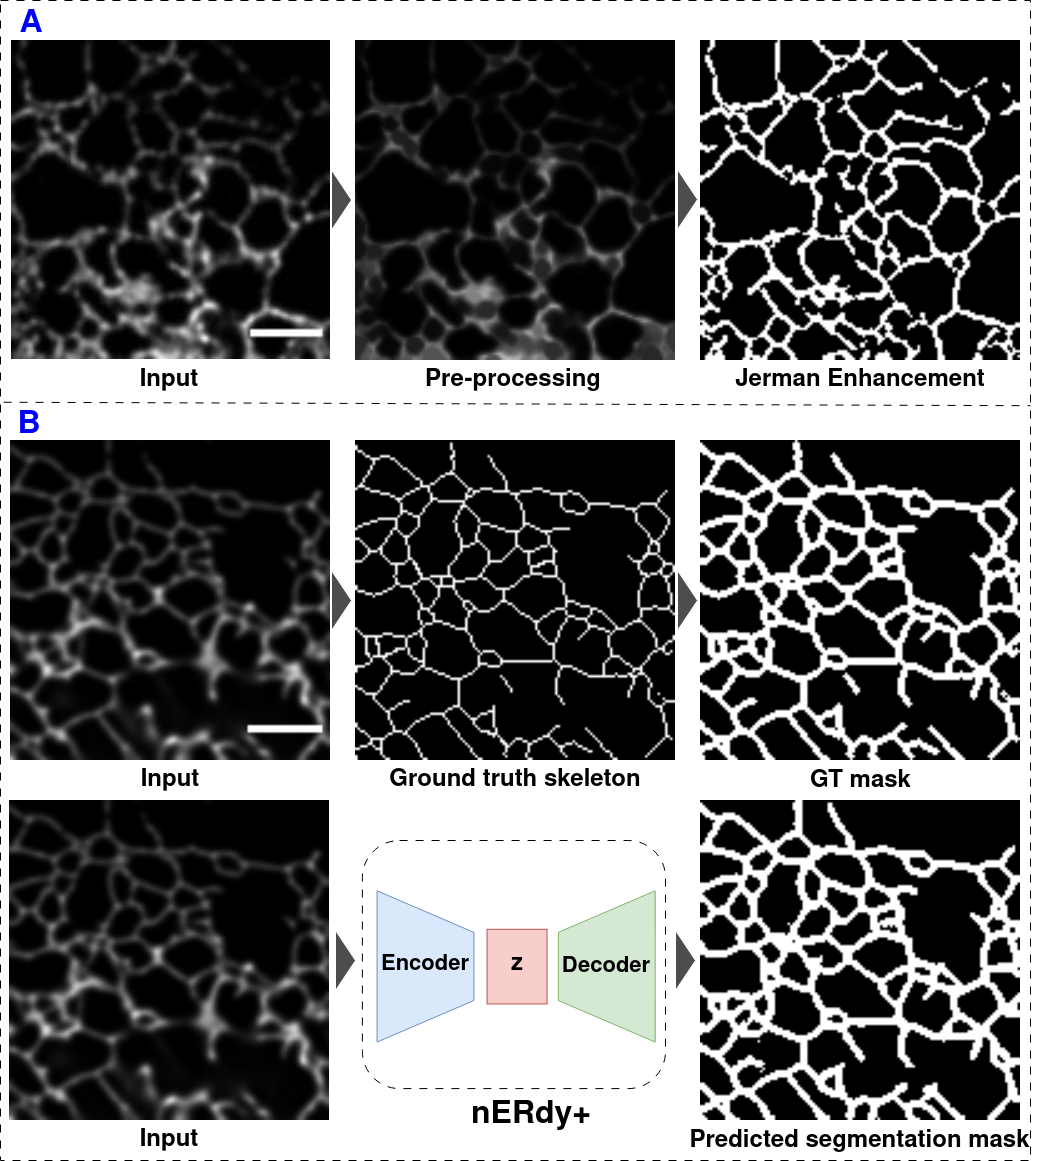 A
Input
Pre-processing
Jerman Enhancement
B
Input
Ground truth skeleton
GT mask
Encoder
z
Decoder
nERdy+
Input
Predicted segmentation mask